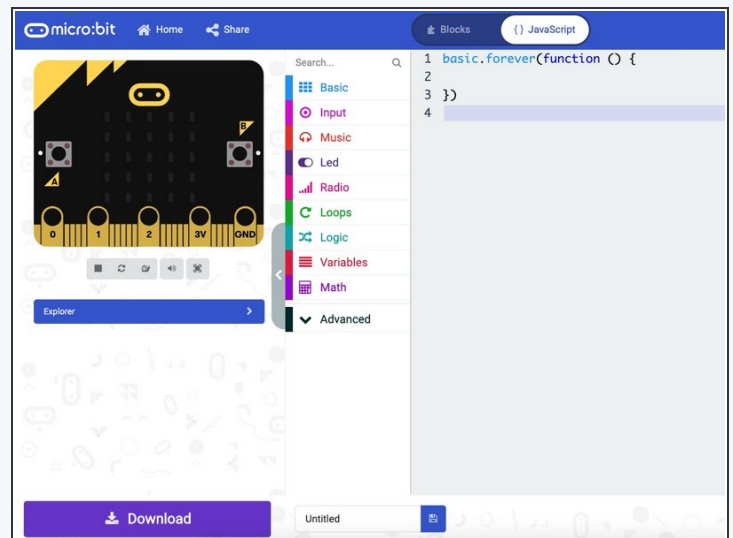 micro:bit Home Share Blocks {} JavaScript
B
A
0 1 2 3V GND
Explorer
Search...
Basic
Input
Music
Led
Radio
Loops
Logic
Variables
Math
Advanced
1 basic.forever(function () {
2
3 })
4
Download
Untitled